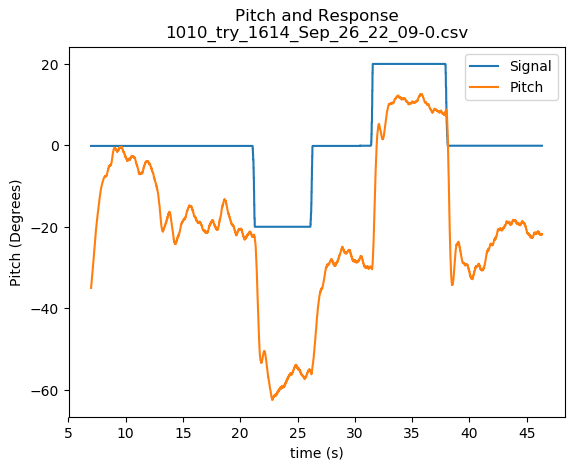 Pitch and Response
1010_try_1614_Sep_26_22_09-0.csv
Signal
Pitch
Pitch (Degrees)
20
0
−20
−40
−60
5
10
15
20
25
30
35
40
45
time (s)